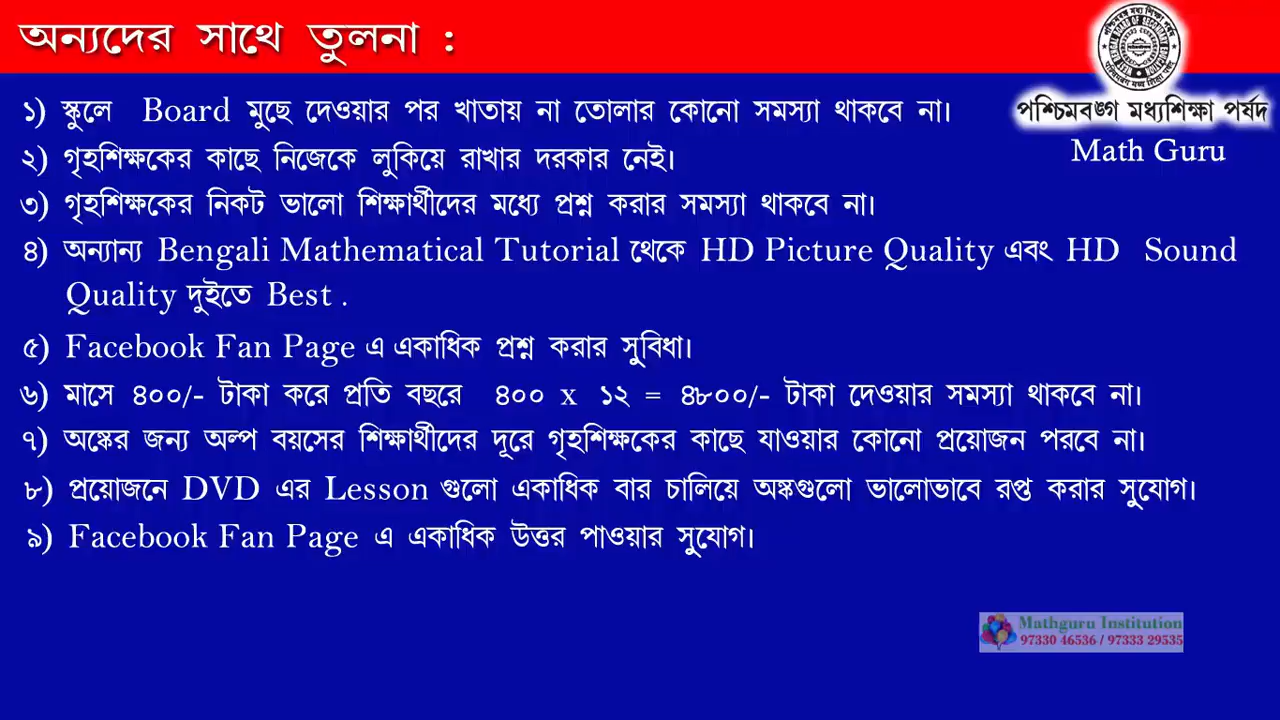 অন্যদের সাথে তুলনা :
১) স্কুলে Board মুছে দেওয়ার পর খাতায় না তোলার কোনো সমস্যা থাকবে না।
পশ্চিমবঙ্গ মধ্যশিক্ষা পর্ষদ
Math Guru
২) গৃহশিক্ষকের কাছে নিজেকে লুকিয়ে রাখার দরকার নেই।
৩) গৃহশিক্ষকের নিকট ভালো শিক্ষার্থীদের মধ্যে প্রশ্ন করার সমস্যা থাকবে না।
৪) অন্যান্য Bengali Mathematical Tutorial থেকে HD Picture Quality এবং HD Sound
Quality দুইতে Best .
৫) Facebook Fan Page এ একাধিক প্রশ্ন করার সুবিধা।
৬) মাসে ৪০০/- টাকা করে প্রতি বছরে ৪০০ x ১২ = ৪৮০০/- টাকা দেওয়ার সমস্যা থাকবে না।
৭) অঙ্কের জন্য অল্প বয়সের শিক্ষার্থীদের দূরে গৃহশিক্ষকের কাছে যাওয়ার কোনো প্রয়োজন পরবে না।
৮) প্রয়োজনে DVD এর Lesson গুলো একাধিক বার চালিয়ে অঙ্কগুলো ভালোভাবে রপ্ত করার সুযোগ।
৯) Facebook Fan Page এ একাধিক উত্তর পাওয়ার সুযোগ।
Mathguru Institution
97330 46536 / 97333 29535